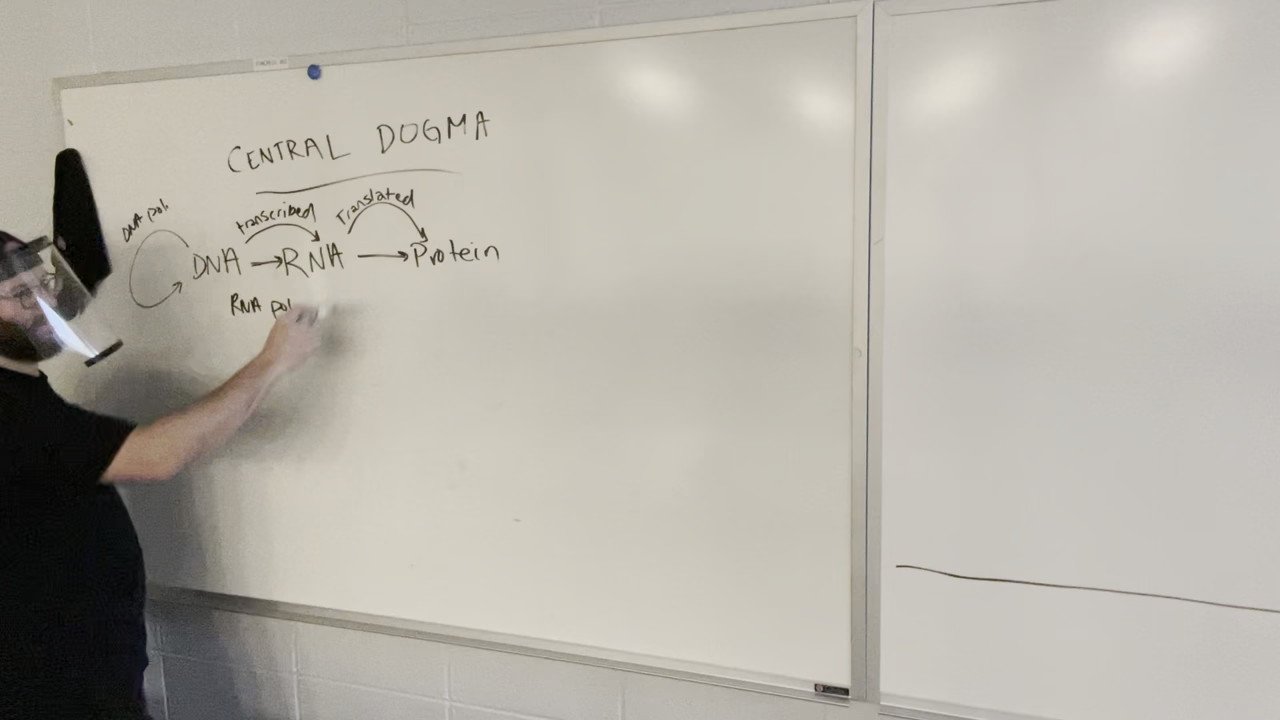 CENTRAL DOGMA
DNA pol.
transcribed
Translated
DNA → RNA → Protein
RNA pol